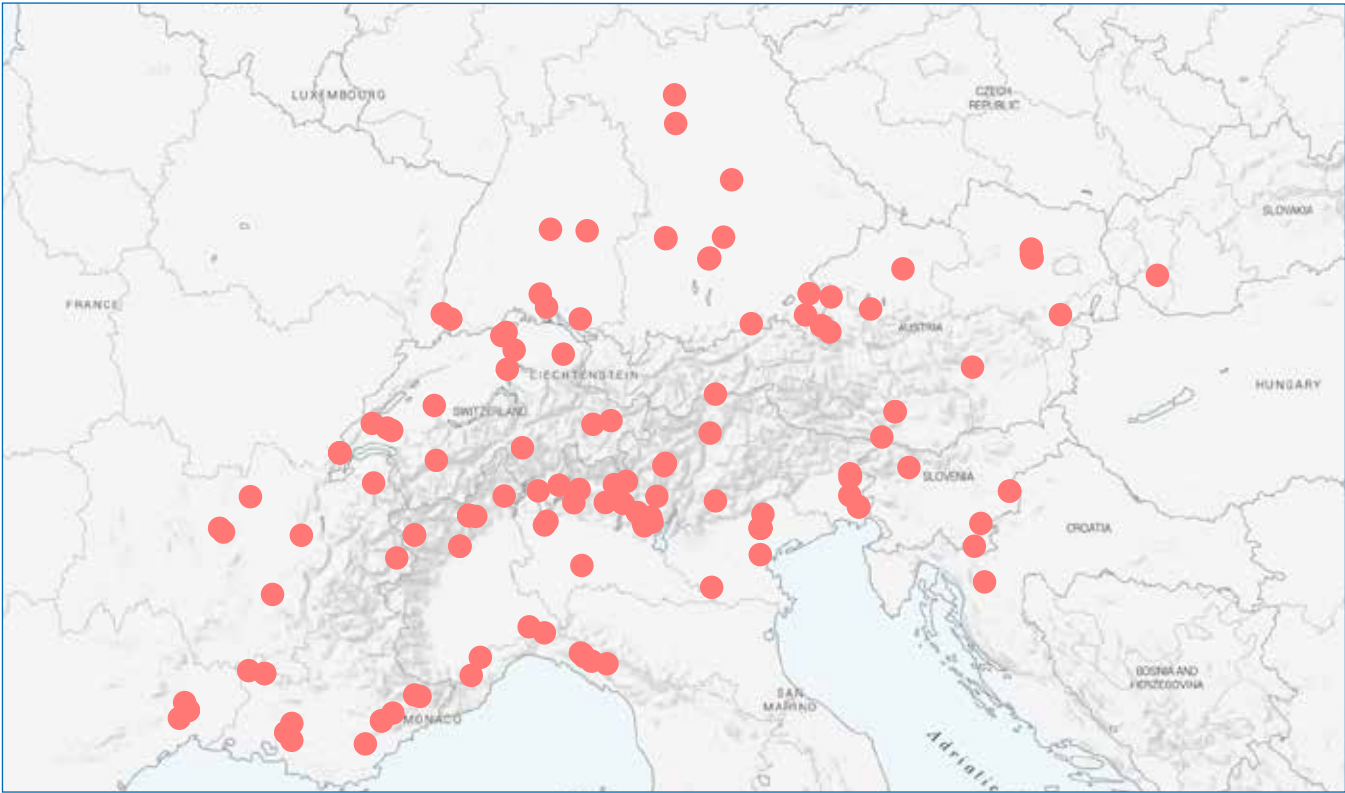 LUXEMBOURG
CZECH
REPUBLIC
SLOVAKIA
FRANCE
AUSTRIA
LIECHTENSTEIN
HUNGARY
SWITZERLAND
SLOVENIA
CROATIA
BOSNIA AND
HERZEGOVINA
SAN
MARINO
MONACO
Adriatic